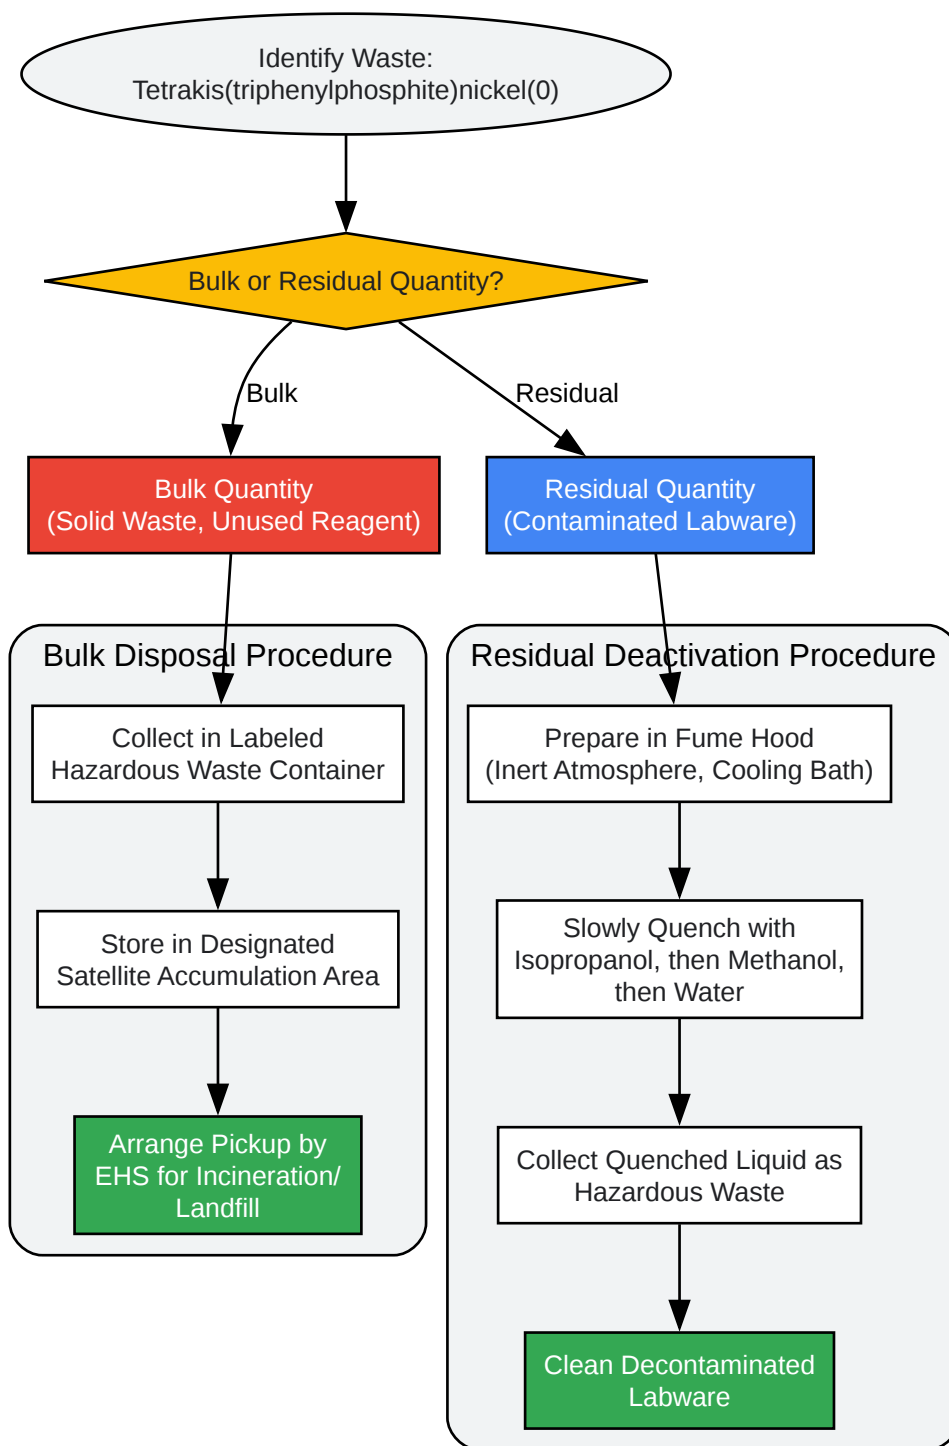 Identify Waste:
Tetrakis(triphenylphosphite)nickel(0)
Bulk or Residual Quantity?
Bulk
Residual
Bulk Quantity
(Solid Waste, Unused Reagent)
Residual Quantity
(Contaminated Labware)
Bulk Disposal Procedure
Collect in Labeled
Hazardous Waste Container
Store in Designated
Satellite Accumulation Area
Arrange Pickup by
EHS for Incineration/
Landfill
Residual Deactivation Procedure
Prepare in Fume Hood
(Inert Atmosphere, Cooling Bath)
Slowly Quench with
Isopropanol, then Methanol,
then Water
Collect Quenched Liquid as
Hazardous Waste
Clean Decontaminated
Labware